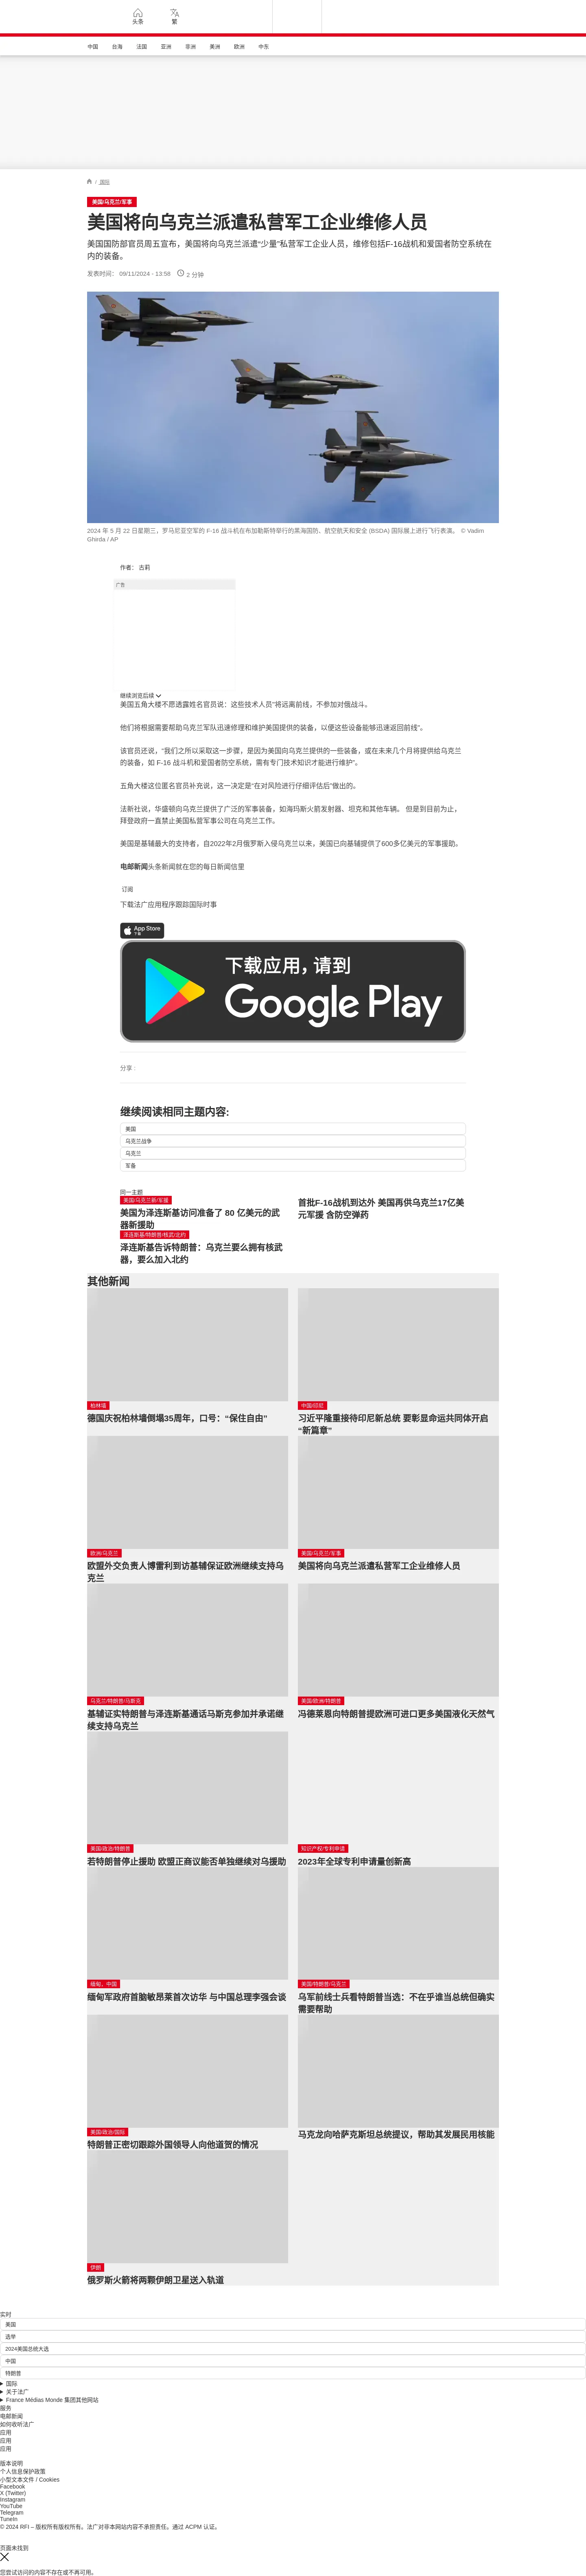 头条
繁
中国
台海
法国
亚洲
非洲
美洲
欧洲
中东
/ 国际
美国/乌克兰/军事
美国将向乌克兰派遣私营军工企业维修人员
美国国防部官员周五宣布，美国将向乌克兰派遣“少量”私营军工企业人员，维修包括F-16战机和爱国者防空系统在
内的装备。
发表时间： 09/11/2024 - 13:58
2 分钟
2024 年 5 月 22 日星期三，罗马尼亚空军的 F-16 战斗机在布加勒斯特举行的黑海国防、航空航天和安全 (BSDA) 国际展上进行飞行表演。 © Vadim
Ghirda / AP
作者： 古莉
广告
继续浏览后续
美国五角大楼不愿透露姓名官员说：这些技术人员“将远离前线，不参加对俄战斗。
他们将根据需要帮助乌克兰军队迅速修理和维护美国提供的装备，以便这些设备能够迅速返回前线”。
该官员还说，“我们之所以采取这一步骤，是因为美国向乌克兰提供的一些装备，或在未来几个月将提供给乌克兰
的装备，如 F-16 战斗机和爱国者防空系统，需有专门技术知识才能进行维护”。
五角大楼这位匿名官员补充说，这一决定是“在对风险进行仔细评估后”做出的。
法新社说，华盛顿向乌克兰提供了广泛的军事装备，如海玛斯火箭发射器、坦克和其他车辆。 但是到目前为止，
拜登政府一直禁止美国私营军事公司在乌克兰工作。
美国是基辅最大的支持者，自2022年2月俄罗斯入侵乌克兰以来，美国已向基辅提供了600多亿美元的军事援助。
电邮新闻头条新闻就在您的每日新闻信里
订阅
下载法广应用程序跟踪国际时事
App Store
下载
下载应用，请到
Google Play
分享 :
继续阅读相同主题内容:
美国
乌克兰战争
乌克兰
军备
同一主题
美国/乌克兰新/军援
美国为泽连斯基访问准备了 80 亿美元的武
器新援助
首批F-16战机到达外 美国再供乌克兰17亿美
元军援 含防空弹药
泽连斯基/特朗普/核武/北约
泽连斯基告诉特朗普：乌克兰要么拥有核武
器，要么加入北约
其他新闻
柏林墙
德国庆祝柏林墙倒塌35周年，口号：“保住自由”
中国/印尼
习近平隆重接待印尼新总统 要彰显命运共同体开启
“新篇章”
欧洲/乌克兰
欧盟外交负责人博雷利到访基辅保证欧洲继续支持乌
克兰
美国/乌克兰/军事
美国将向乌克兰派遣私营军工企业维修人员
乌克兰/特朗普/马斯克
基辅证实特朗普与泽连斯基通话马斯克参加并承诺继
续支持乌克兰
美国/欧洲/特朗普
冯德莱恩向特朗普提欧洲可进口更多美国液化天然气
美国/政治/特朗普
若特朗普停止援助 欧盟正商议能否单独继续对乌援助
知识产权/专利申请
2023年全球专利申请量创新高
缅甸、中国
缅甸军政府首脑敏昂莱首次访华 与中国总理李强会谈
美国/特朗普/乌克兰
乌军前线士兵看特朗普当选：不在乎谁当总统但确实
需要帮助
美国/政治/国际
特朗普正密切跟踪外国领导人向他道贺的情况
马克龙向哈萨克斯坦总统提议，帮助其发展民用核能
伊朗
俄罗斯火箭将两颗伊朗卫星送入轨道
实时
美国
选举
2024美国总统大选
中国
特朗普
国际
关于法广
France Médias Monde 集团其他网站
服务
电邮新闻
如何收听法广
应用
应用
应用
版本说明
个人信息保护政策
小型文本文件 / Cookies
Facebook
X (Twitter)
Instagram
YouTube
Telegram
TuneIn
© 2024 RFI – 版权所有版权所有。法广对非本网站内容不承担责任。通过 ACPM 认证。
页面未找到
您尝试访问的内容不存在或不再可用。